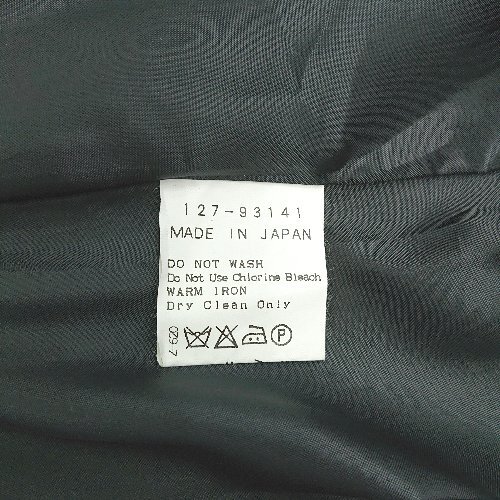 127-93141
MADE IN JAPAN
DO NOT WASH
Do Not Use Chlorine Bleach
WARM IRON
Dry Clean Only
P